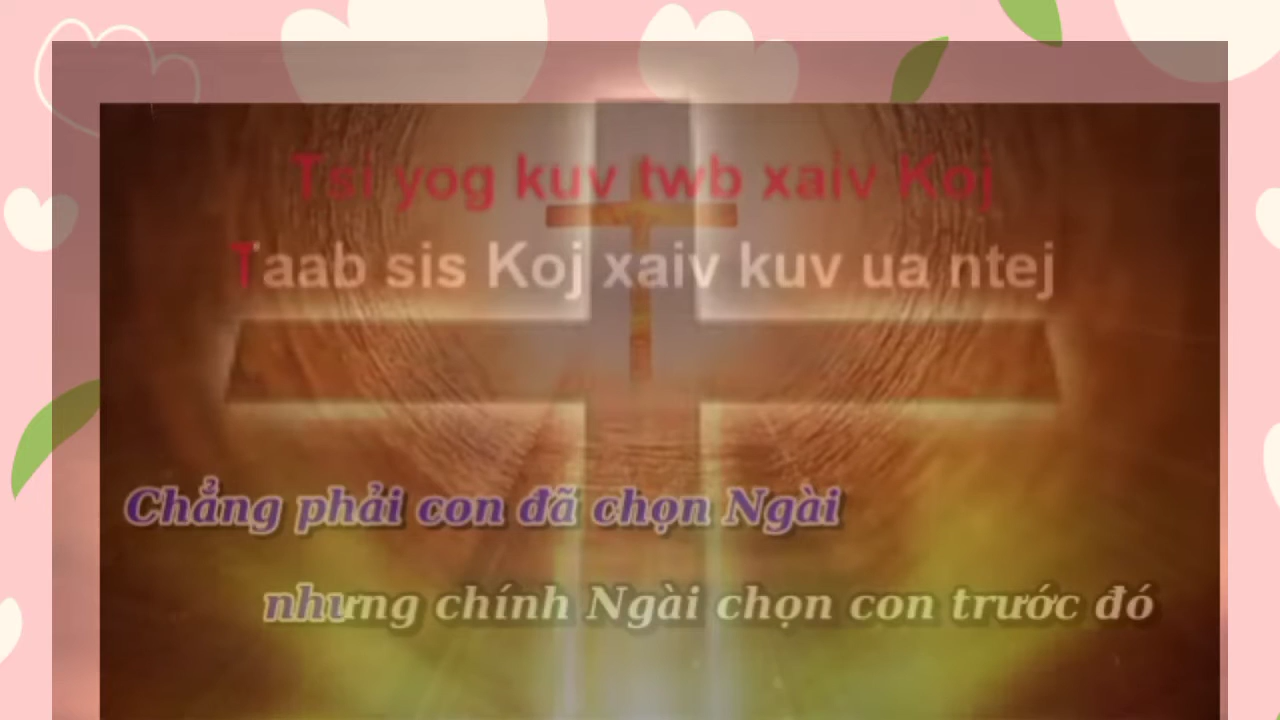 Tsi yog kuv twb xaiv Koj
Taab sis Koj xaiv kuv ua ntej
Chẳng phải con đã chọn Ngài
nhưng chính Ngài chọn con trước đó